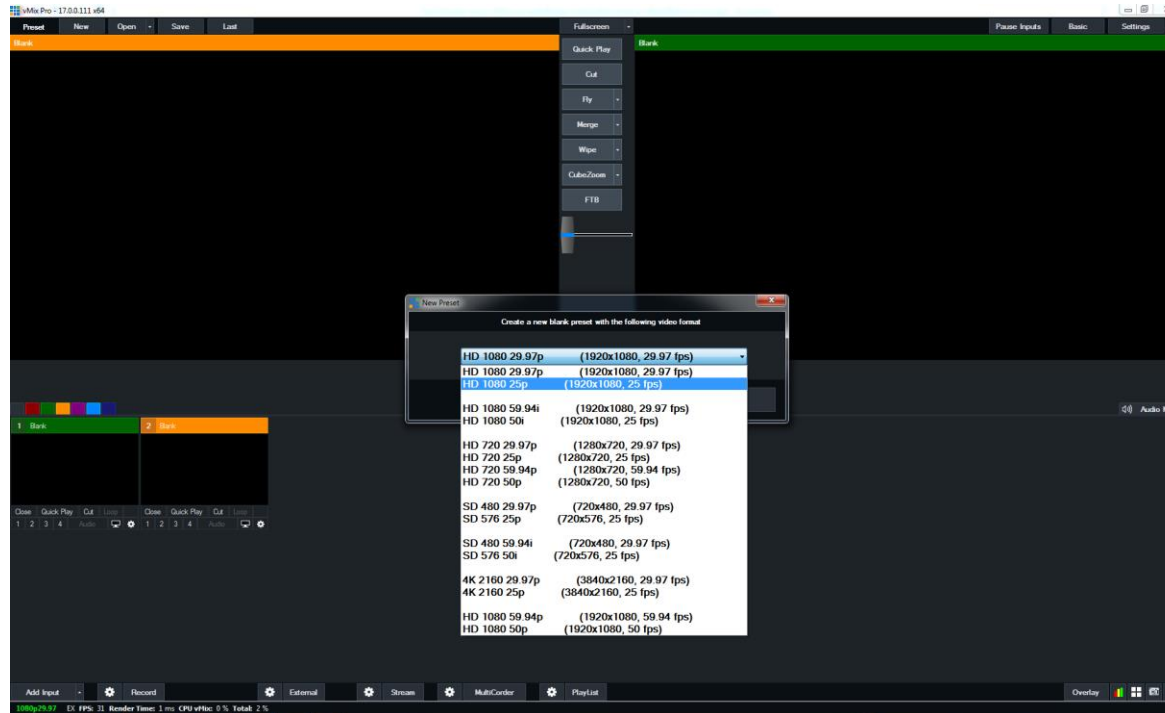 vMix Pro - 17.0.0.111 x64
Preset New Open Save Last Fullscreen Pause Inputs Basic Settings
Blank Blank
Quick Play
Cut
Fly
Merge
Wipe
CubeZoom
FTB
New Preset
Create a new blank preset with the following video format
HD 1080 29.97p (1920x1080, 29.97 fps)
HD 1080 29.97p (1920x1080, 29.97 fps)
HD 1080 25p (1920x1080, 25 fps)
HD 1080 59.94i (1920x1080, 29.97 fps)
HD 1080 50i (1920x1080, 25 fps)
HD 720 29.97p (1280x720, 29.97 fps)
HD 720 25p (1280x720, 25 fps)
HD 720 59.94p (1280x720, 59.94 fps)
HD 720 50p (1280x720, 50 fps)
SD 480 29.97p (720x480, 29.97 fps)
SD 576 25p (720x576, 25 fps)
SD 480 59.94i (720x480, 29.97 fps)
SD 576 50i (720x576, 25 fps)
4K 2160 29.97p (3840x2160, 29.97 fps)
4K 2160 25p (3840x2160, 25 fps)
HD 1080 59.94p (1920x1080, 59.94 fps)
HD 1080 50p (1920x1080, 50 fps)
Audio
1 Blank 2 Blank
Close Quick Play Cut Loop Close Quick Play Cut Loop
1 2 3 4 Audio 1 2 3 4 Audio
Add Input Record External Stream MultiCorder PlayList Overlay
1080p29.97 EX FPS: 31 Render Time: 1 ms CPU vMix: 0 % Total: 2 %